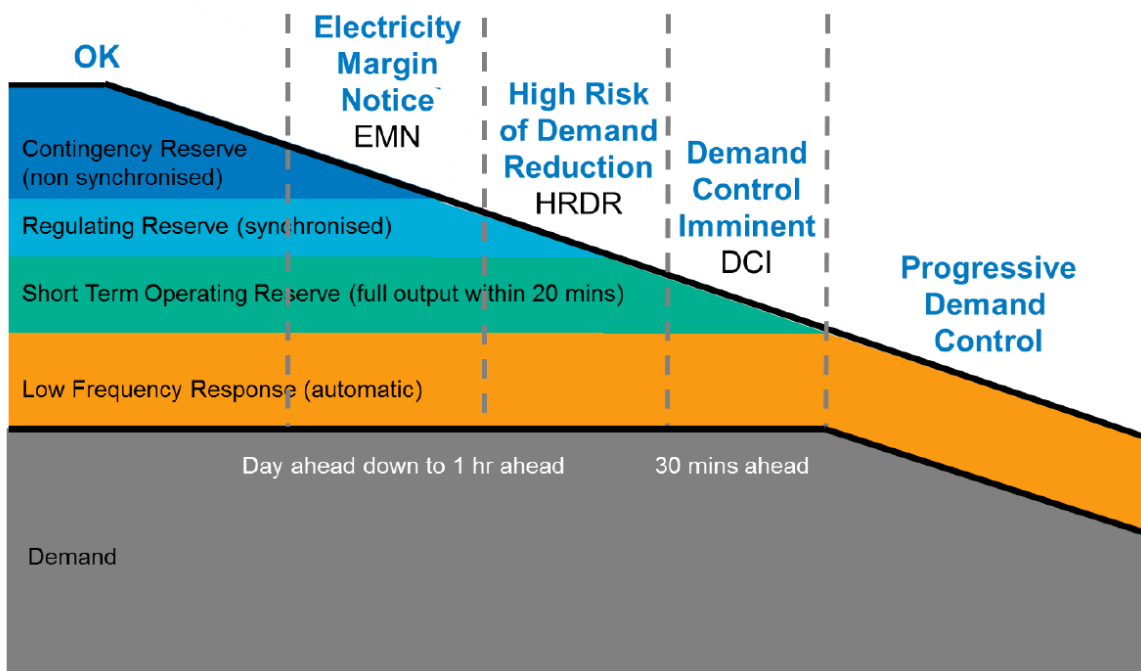 OK
Electricity
Margin
Notice`
EMN
High Risk
of Demand
Reduction
HRDR
Demand
Control
Imminent
DCI
Progressive
Demand
Control
Contingency Reserve
(non synchronised)
Regulating Reserve (synchronised)
Short Term Operating Reserve (full output within 20 mins)
Low Frequency Response (automatic)
Day ahead down to 1 hr ahead
30 mins ahead
Demand